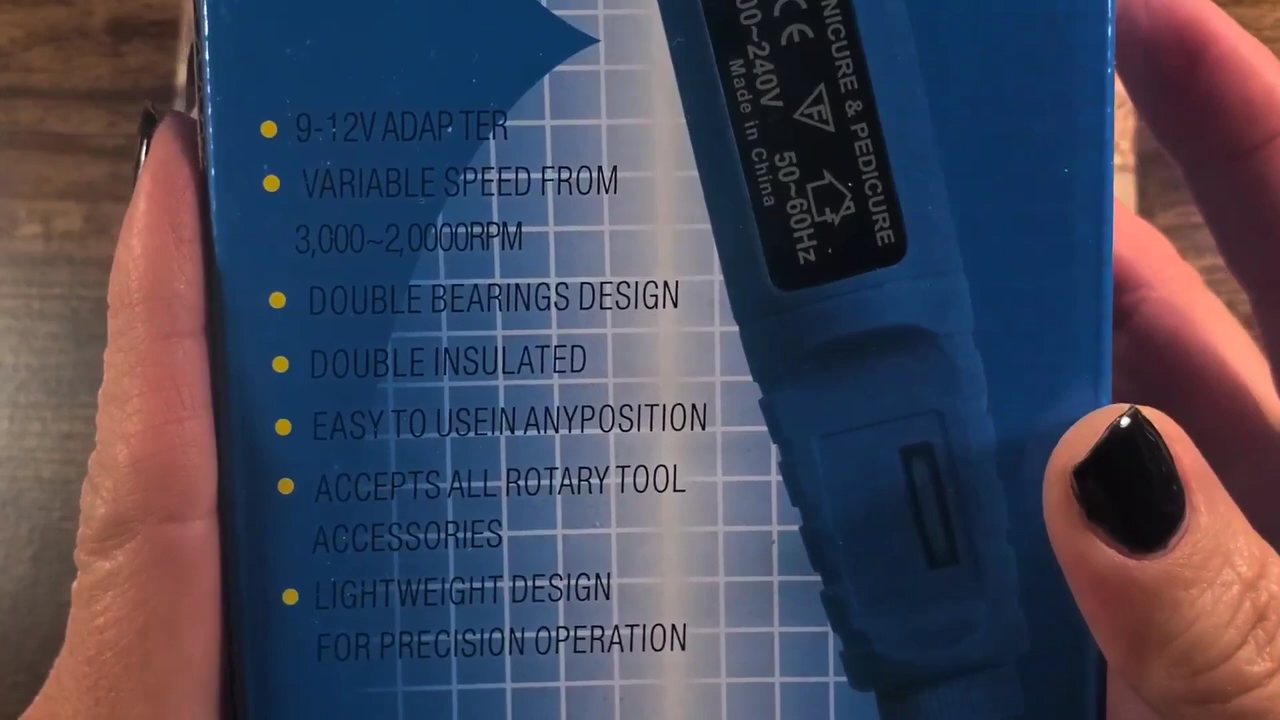 9-12V ADAP TER
VARIABLE SPEED FROM
3,000~2,0000RPM
DOUBLE BEARINGS DESIGN
DOUBLE INSULATED
EASY TO USEIN ANYPOSITION
ACCEPTS ALL ROTARY TOOL
ACCESSORIES
LIGHTWEIGHT DESIGN
FOR PRECISION OPERATION
& PEDICURE
CE
F
00~240V
50~60Hz
Made in China